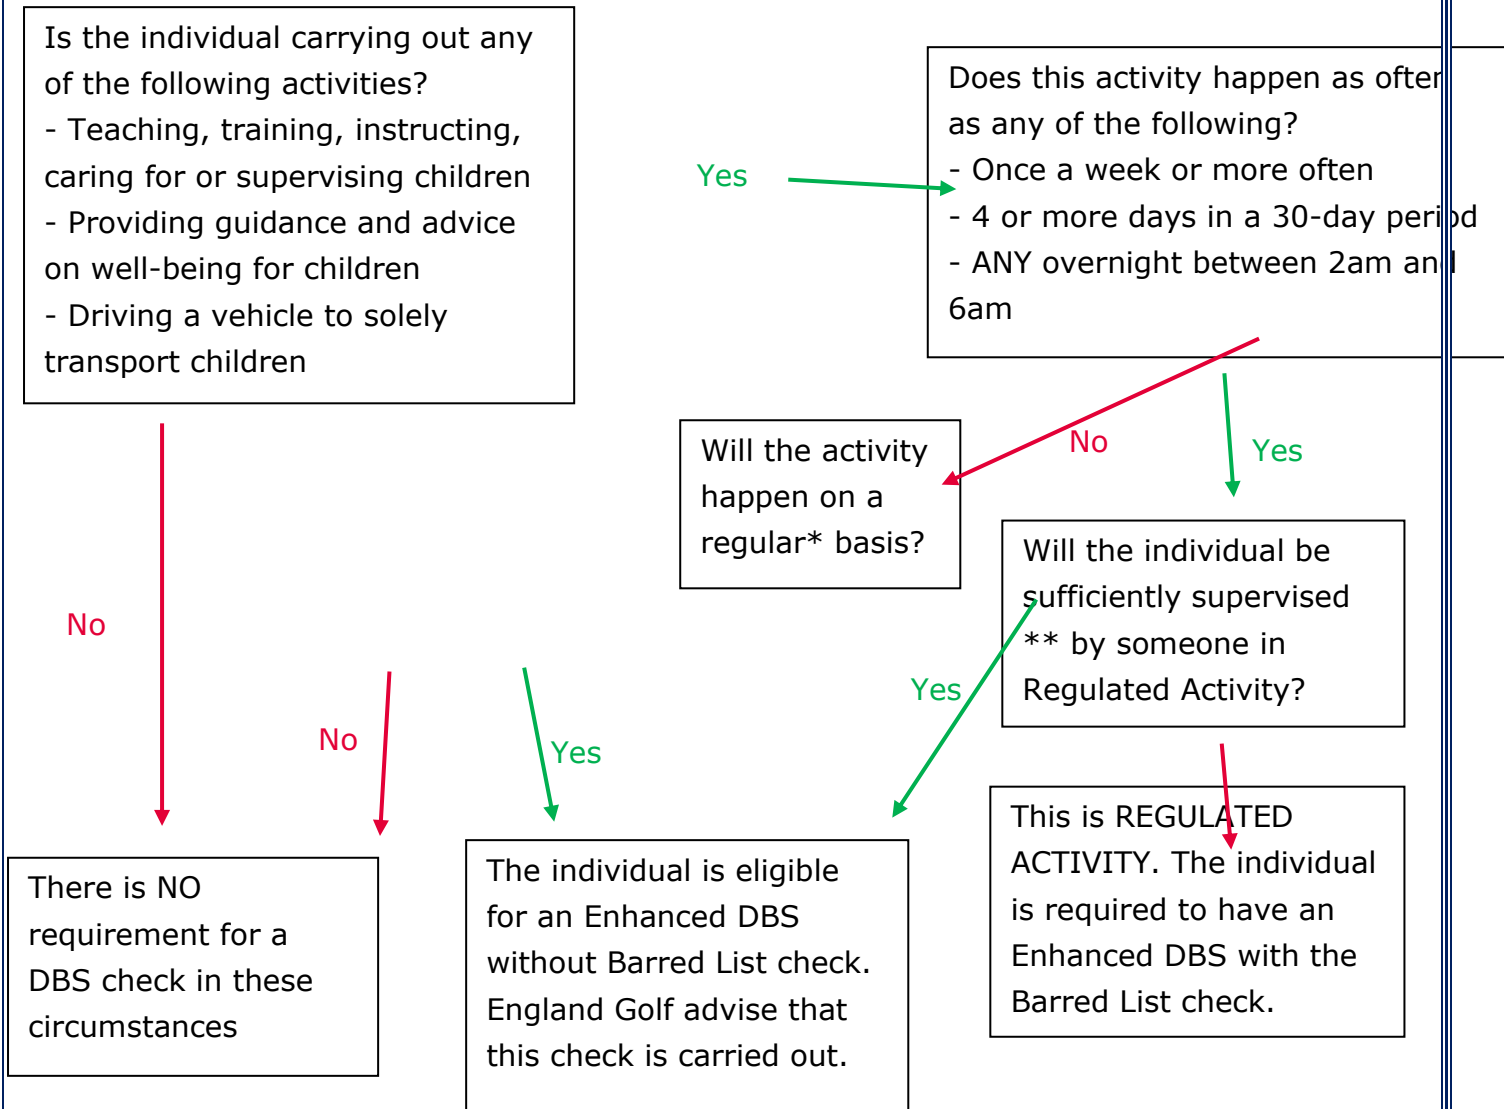 Is the individual carrying out any
of the following activities?
- Teaching, training, instructing,
caring for or supervising children
- Providing guidance and advice
on well-being for children
- Driving a vehicle to solely
transport children
Yes
Does this activity happen as often
as any of the following?
- Once a week or more often
- 4 or more days in a 30-day period
- ANY overnight between 2am and
6am
No
Yes
Will the activity
happen on a
regular* basis?
Will the individual be
sufficiently supervised
** by someone in
Regulated Activity?
No
No
Yes
Yes
There is NO
requirement for a
DBS check in these
circumstances
The individual is eligible
for an Enhanced DBS
without Barred List check.
England Golf advise that
this check is carried out.
This is REGULATED
ACTIVITY. The individual
is required to have an
Enhanced DBS with the
Barred List check.